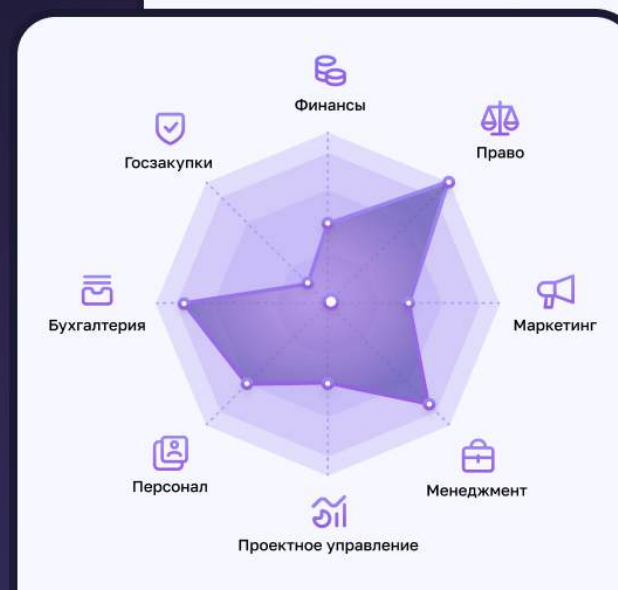 Финансы
Право
Госзакупки
Бухгалтерия
Маркетинг
Персонал
Менеджмент
Проектное управление